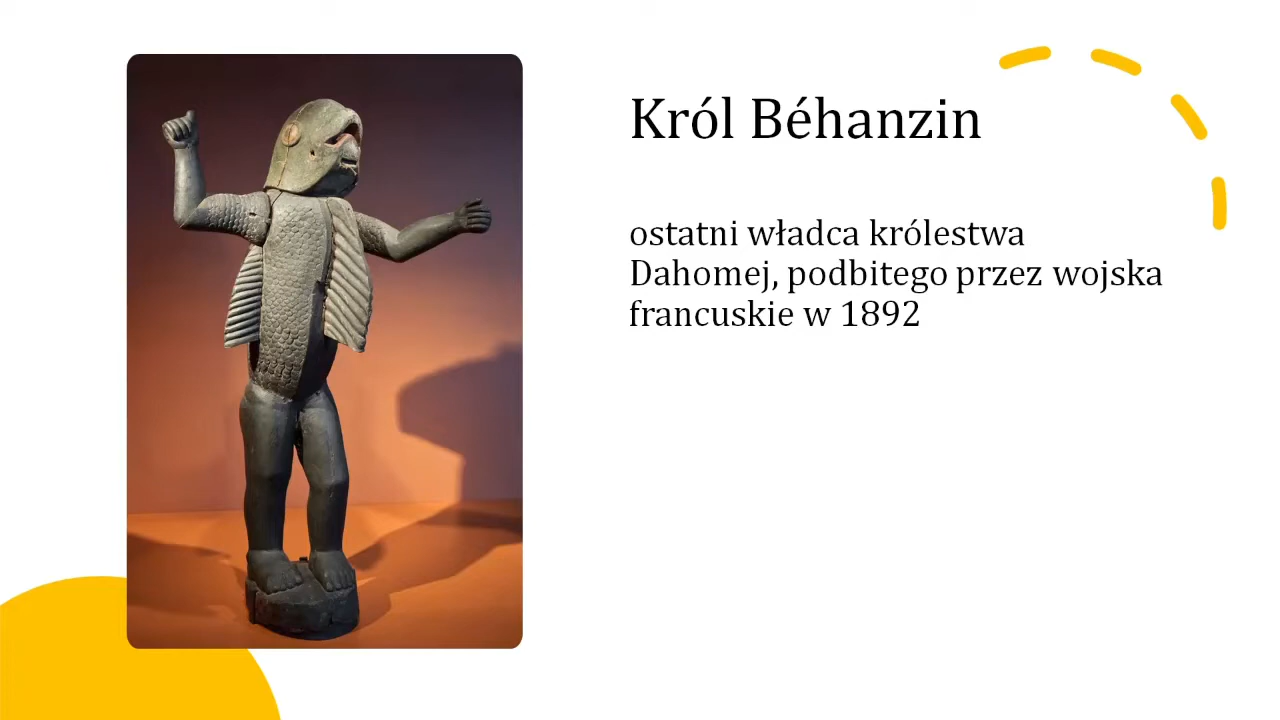 Król Béhanzin
ostatni władca królestwa
Dahomej, podbitego przez wojska
francuskie w 1892